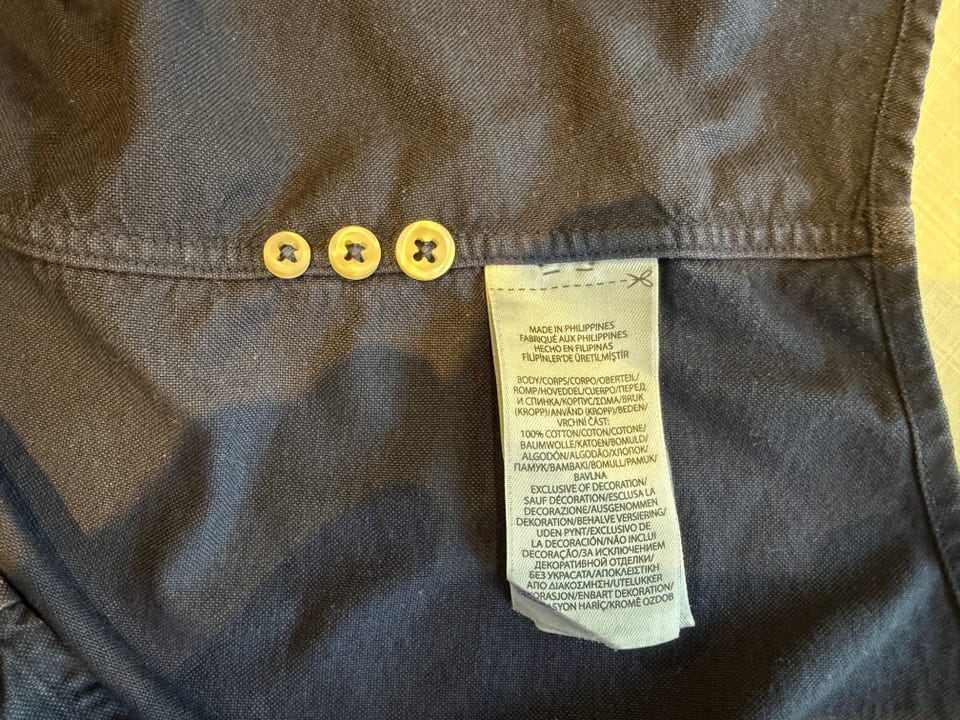 MADE IN PHILIPPINES
FABRIQUÉ AUX PHILIPPINES
HECHO EN FILIPINAS
FİLİPİNLER'DE ÜRETİLMİŞTİR
BODY/CORPS/CORPO/OBERTEIL/
ROMP/HOVEDDEL/CUERPO/ПЕРЕД
И СПИНКА/КОРПУС/ΣΩΜΑ/BRUK
(KROPP)/ANVÄND (KROPP)/BEDEN/
VRCHNÍ ČÁST:
100% COTTON/COTON/COTONE/
BAUMWOLLE/KATOEN/BOMULD/
ALGODÓN/ALGODÃO/ХЛОПОК/
ПАМУК/ΒΑΜΒΑΚΙ/BOMULL/PAMUK/
BAVLNA
EXCLUSIVE OF DECORATION/
SAUF DÉCORATION/ESCLUSA LA
DECORAZIONE/AUSGENOMMEN
DEKORATION/BEHALVE VERSIERING/
UDEN PYNT/EXCLUSIVO DE
LA DECORACIÓN/NÃO INCLUI
DECORAÇÃO/ЗА ИСКЛЮЧЕНИЕМ
ДЕКОРАТИВНОЙ ОТДЕЛКИ/
БЕЗ УКРАСАТА/ΑΠΟΚΛΕΙΣΤΙΚΗ
ΑΠΟ ΔΙΑΚΟΣΜΗΣΗ/UTELUKKER
DEKORASJON/ENBART DEKORATION/
HARİÇ/KROMĚ OZDOB